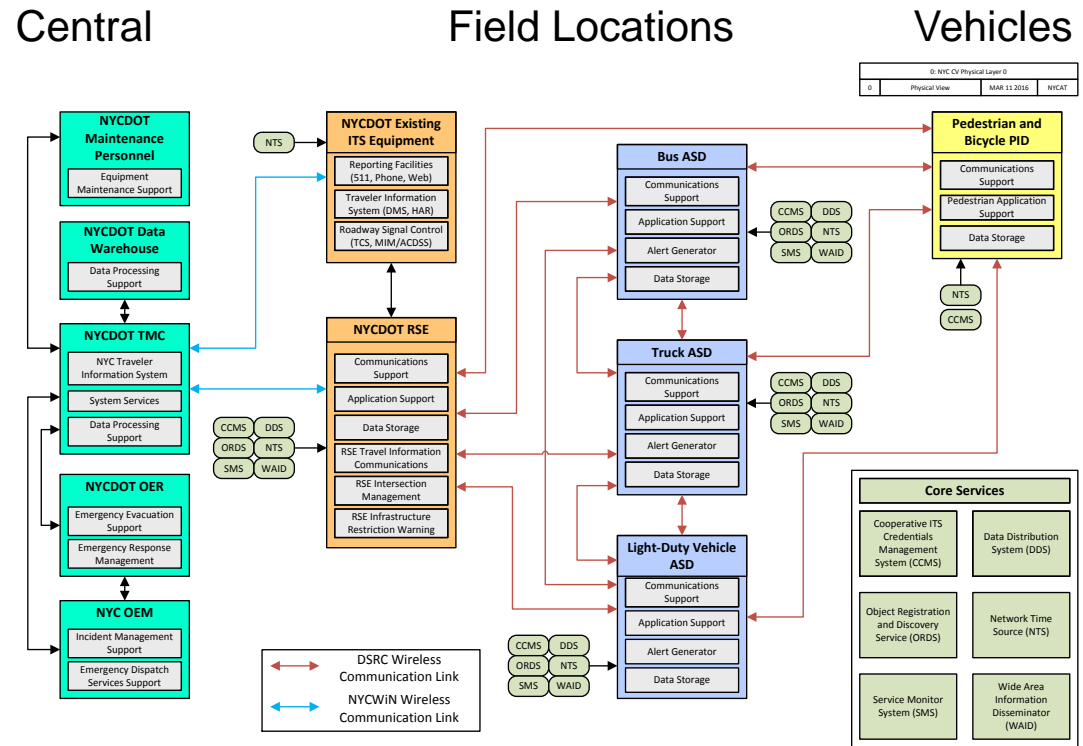 Central
Field Locations
Vehicles
0: NYC CV Physical Layer 0
0 Physical View MAR 11 2016 NYCAT
NYCDOT
Maintenance
Personnel
Equipment
Maintenance Support
NYCDOT Data
Warehouse
Data Processing
Support
NYCDOT TMC
NYC Traveler
Information System
System Services
Data Processing
Support
NYCDOT OER
Emergency Evacuation
Support
Emergency Response
Management
NYC OEM
Incident Management
Support
Emergency Dispatch
Services Support
NTS
NYCDOT Existing
ITS Equipment
Reporting Facilities
(511, Phone, Web)
Traveler Information
System (DMS, HAR)
Roadway Signal Control
(TCS, MIM/ACDSS)
NYCDOT RSE
Communications
Support
Application Support
Data Storage
RSE Travel Information
Communications
RSE Intersection
Management
RSE Infrastructure
Restriction Warning
CCMS DDS
ORDS NTS
SMS WAID
DSRC Wireless
Communication Link
NYCWiN Wireless
Communication Link
Bus ASD
Communications
Support
Application Support
Alert Generator
Data Storage
CCMS DDS
ORDS NTS
SMS WAID
Truck ASD
Communications
Support
Application Support
Alert Generator
Data Storage
CCMS DDS
ORDS NTS
SMS WAID
Light-Duty Vehicle
ASD
Communications
Support
Application Support
Alert Generator
Data Storage
CCMS DDS
ORDS NTS
SMS WAID
Pedestrian and
Bicycle PID
Communications
Support
Pedestrian Application
Support
Data Storage
NTS
CCMS
Core Services
Cooperative ITS
Credentials
Management
System (CCMS)
Data Distribution
System (DDS)
Object Registration
and Discovery
Service (ORDS)
Network Time
Source (NTS)
Service Monitor
System (SMS)
Wide Area
Information
Disseminator
(WAID)